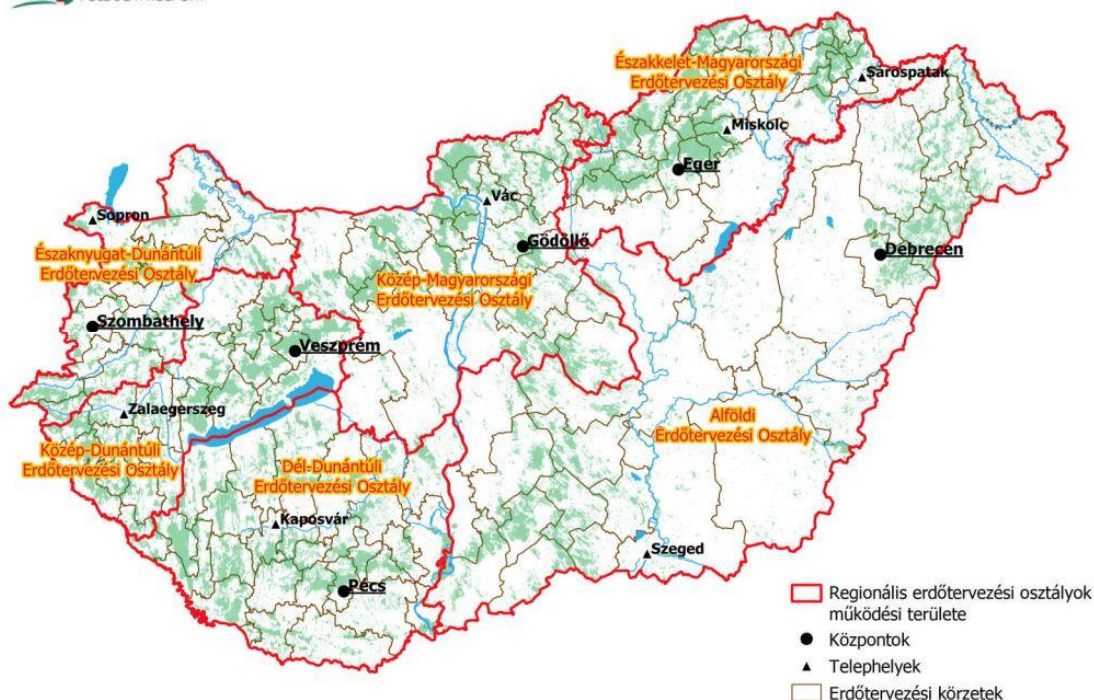 Északkelet-Magyarországi
Erdőtervezési Osztály
Sárospatak
Miskolc
Eger
Vác
Sopron
Gödöllő
Debrecen
Északnyugat-Dunántúli
Erdőtervezési Osztály
Közép-Magyarországi
Erdőtervezési Osztály
Szombathely
Veszprém
Zalaegerszeg
Alföldi
Erdőtervezési Osztály
Közép-Dunántúli
Erdőtervezési Osztály
Dél-Dunántúli
Erdőtervezési Osztály
Kaposvár
Szeged
Pécs
Regionális erdőtervezési osztályok
működési területe
Központok
Telephelyek
Erdőtervezési körzetek